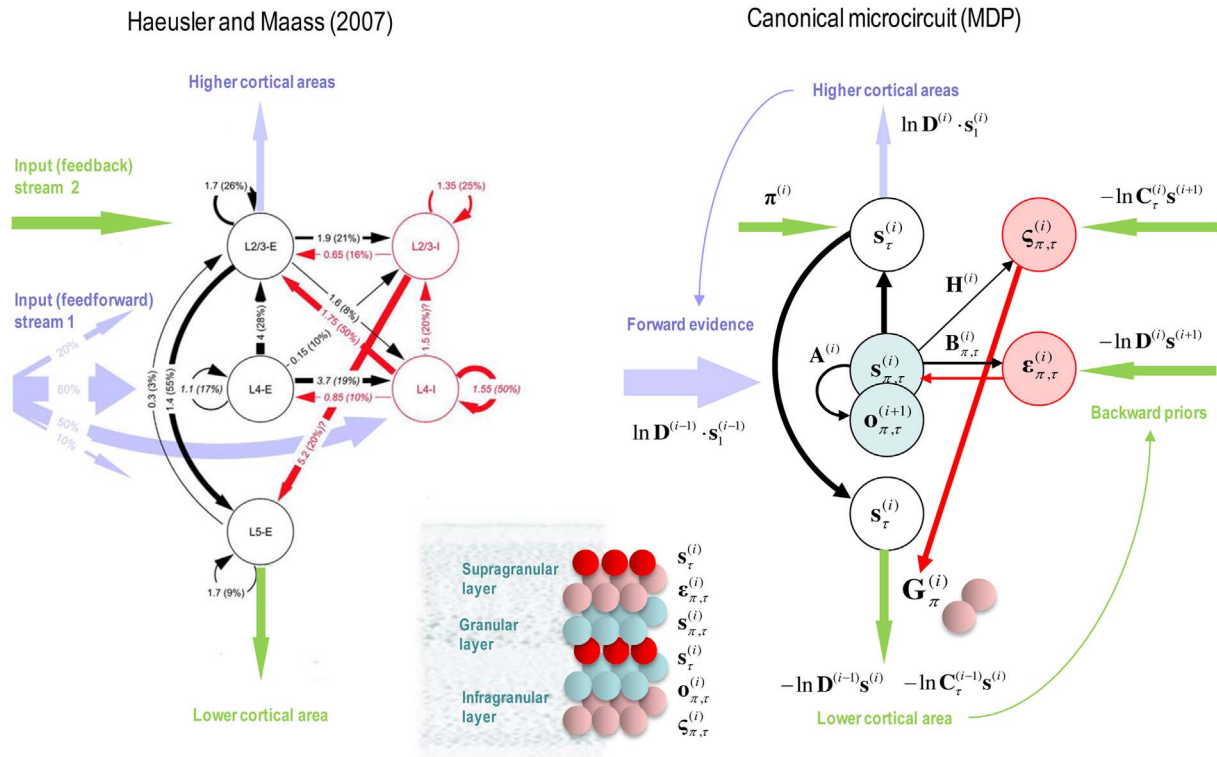 Haeusler and Maass (2007)
Canonical microcircuit (MDP)
Higher cortical areas
Input (feedback)
stream 2
1.7 (26%)
1.35 (25%)
L2/3-E
1.9 (21%)
0.65 (16%)
L2/3-I
Input (feedforward)
stream 1
20%
80%
50%
10%
0.3 (3%)
1.4 (55%)
4 (28%)
0.15 (10%)
1.6 (6%)
1.75 (50%)
1.5 (20%)?
1.1 (17%)
L4-E
3.7 (19%)
0.85 (10%)
L4-I
1.55 (50%)
5.2 (20%)?
L5-E
1.7 (9%)
Lower cortical area
Supragranular
layer
Granular
layer
Infragranular
layer
s_τ^(i)
ε_π,τ^(i)
s_π,τ^(i)
s_τ^(i)
o_π,τ^(i)
ς_π,τ^(i)
Higher cortical areas
ln D^(i) · s_1^(i)
π^(i)
s_τ^(i)
ς_π,τ^(i)
−ln C_τ^(i) s^(i+1)
H^(i)
Forward evidence
A^(i)
s_π,τ^(i)
B_π,τ^(i)
ε_π,τ^(i)
−ln D^(i) s^(i+1)
o_π,τ^(i+1)
Backward priors
ln D^(i−1) · s_1^(i−1)
s_τ^(i)
G_π^(i)
−ln D^(i−1) s^(i)
−ln C_τ^(i−1) s^(i)
Lower cortical area